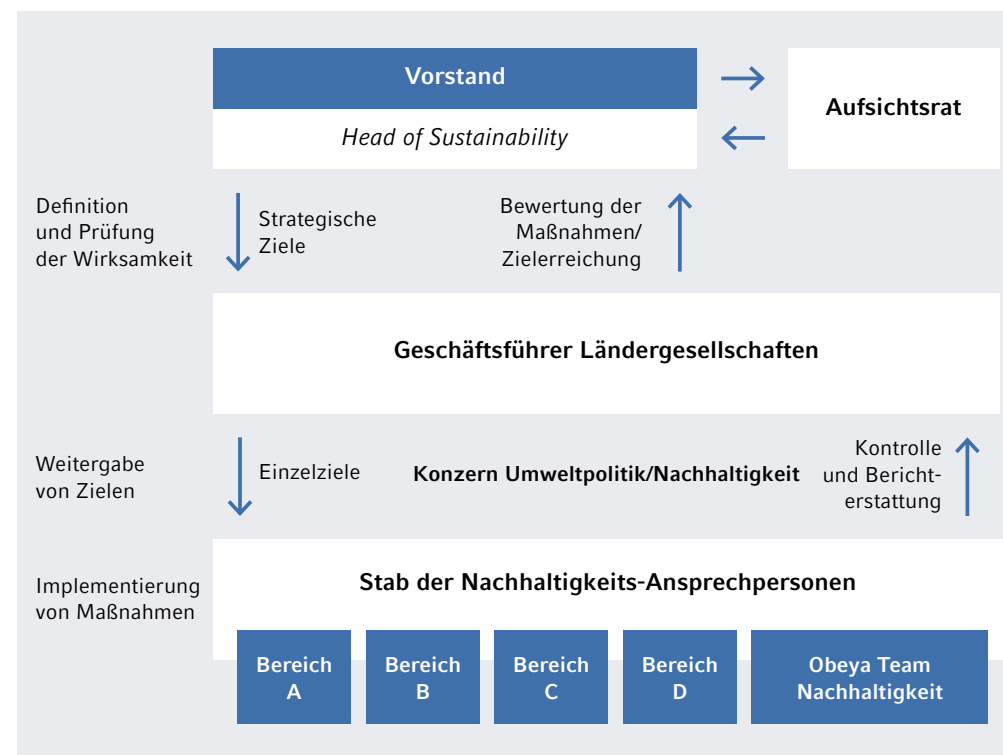 Vorstand
Head of Sustainability
Aufsichtsrat
Definition
und Prüfung
der Wirksamkeit
Strategische
Ziele
Bewertung der
Maßnahmen/
Zielerreichung
Geschäftsführer Ländergesellschaften
Weitergabe
von Zielen
Einzelziele
Konzern Umweltpolitik/Nachhaltigkeit
Kontrolle
und Bericht-
erstattung
Implementierung
von Maßnahmen
Stab der Nachhaltigkeits-Ansprechpersonen
Bereich
A
Bereich
B
Bereich
C
Bereich
D
Obeya Team
Nachhaltigkeit